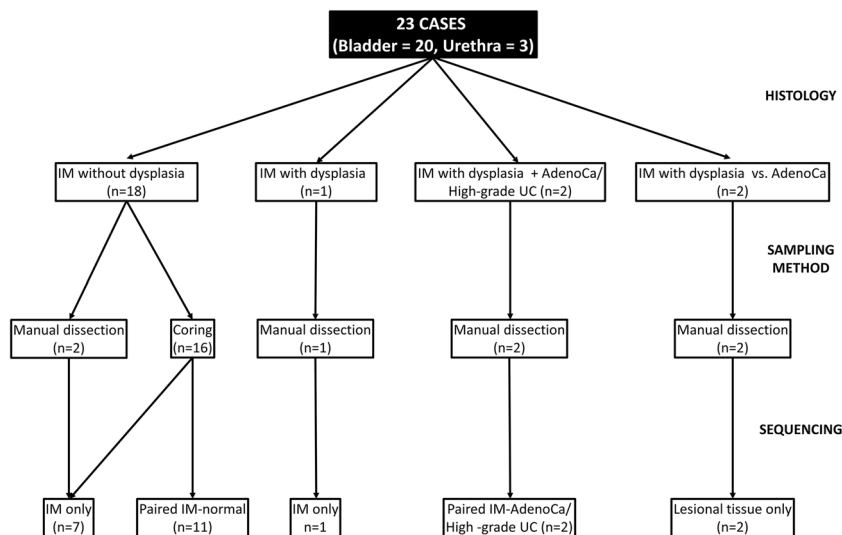 23 CASES
(Bladder = 20, Urethra = 3)
HISTOLOGY
IM without dysplasia
(n=18)
IM with dysplasia
(n=1)
IM with dysplasia + AdenoCa/
High-grade UC (n=2)
IM with dysplasia vs. AdenoCa
(n=2)
SAMPLING
METHOD
Manual dissection
(n=2)
Coring
(n=16)
Manual dissection
(n=1)
Manual dissection
(n=2)
Manual dissection
(n=2)
SEQUENCING
IM only
(n=7)
Paired IM-normal
(n=11)
IM only
n=1
Paired IM-AdenoCa/
High -grade UC (n=2)
Lesional tissue only
(n=2)